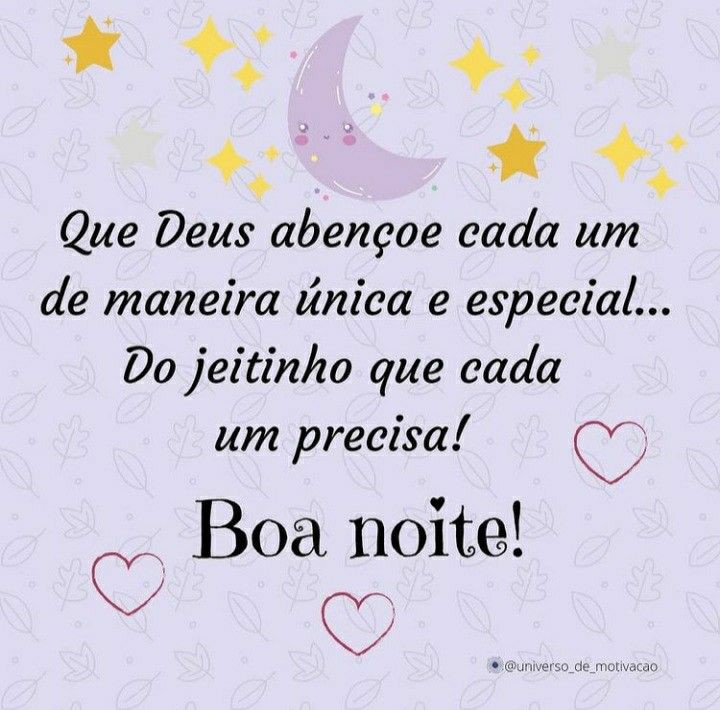 Que Deus abençoe cada um
de maneira única e especial...
Do jeitinho que cada
um precisa!
Boa noite!
@universo_de_motivacao